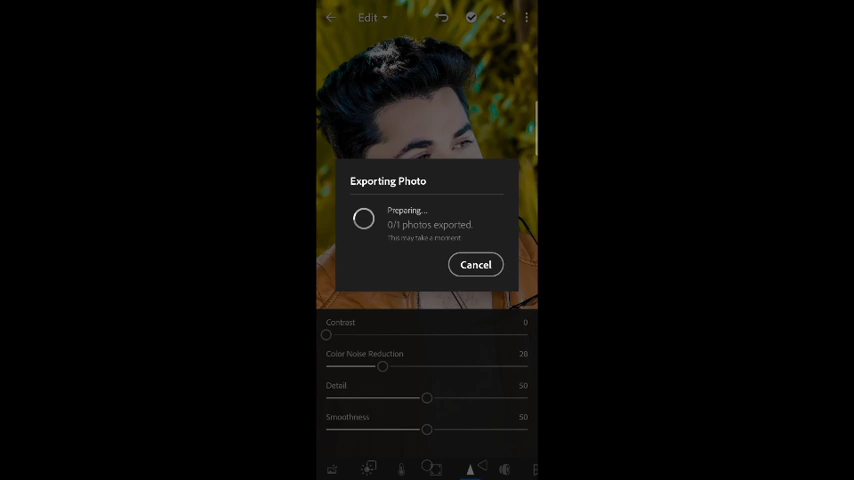 Edit
Exporting Photo
Preparing...
0/1 photos exported.
This may take a moment
Cancel
Contrast 0
Color Noise Reduction 28
Detail 50
Smoothness 50